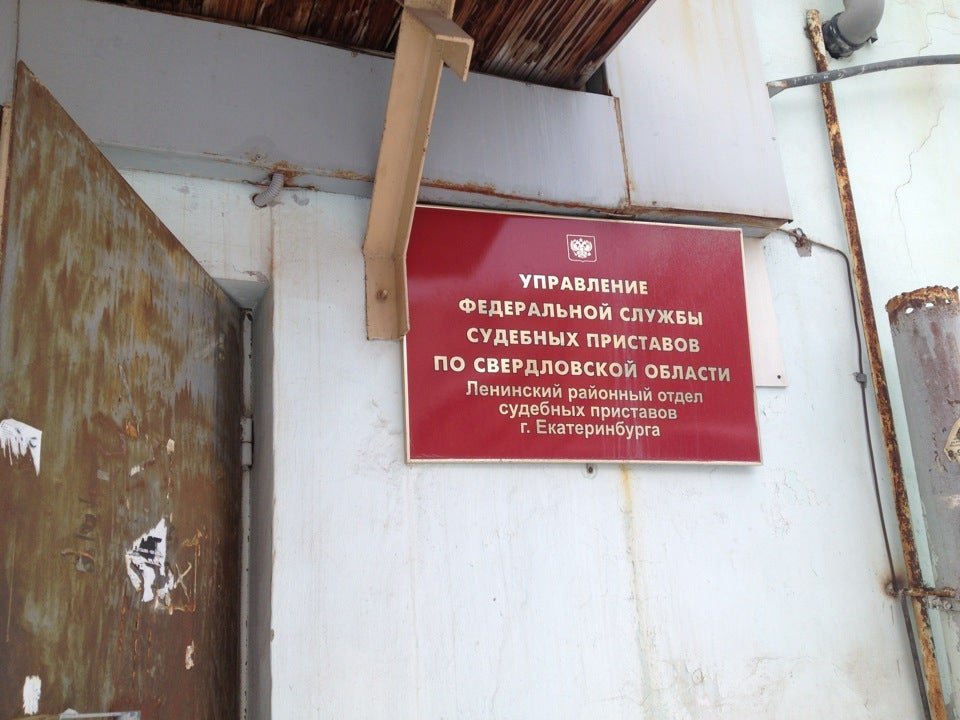 УПРАВЛЕНИЕ
ФЕДЕРАЛЬНОЙ СЛУЖБЫ
СУДЕБНЫХ ПРИСТАВОВ
ПО СВЕРДЛОВСКОЙ ОБЛАСТИ
Ленинский районный отдел
судебных приставов
г. Екатеринбурга